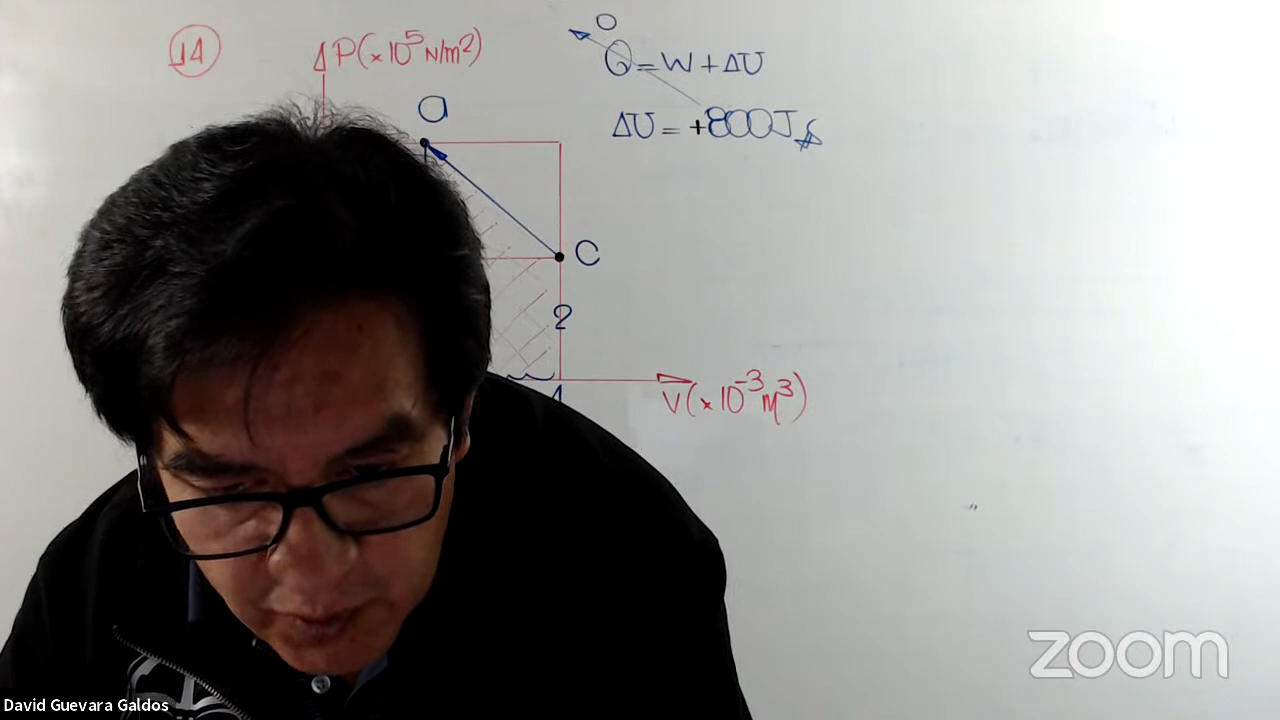 14
P(×10⁵ N/m²)
a
C
2
V(×10⁻³ m³)
0
Q = W + ΔU
ΔU = +800J
zoom
David Guevara Galdos